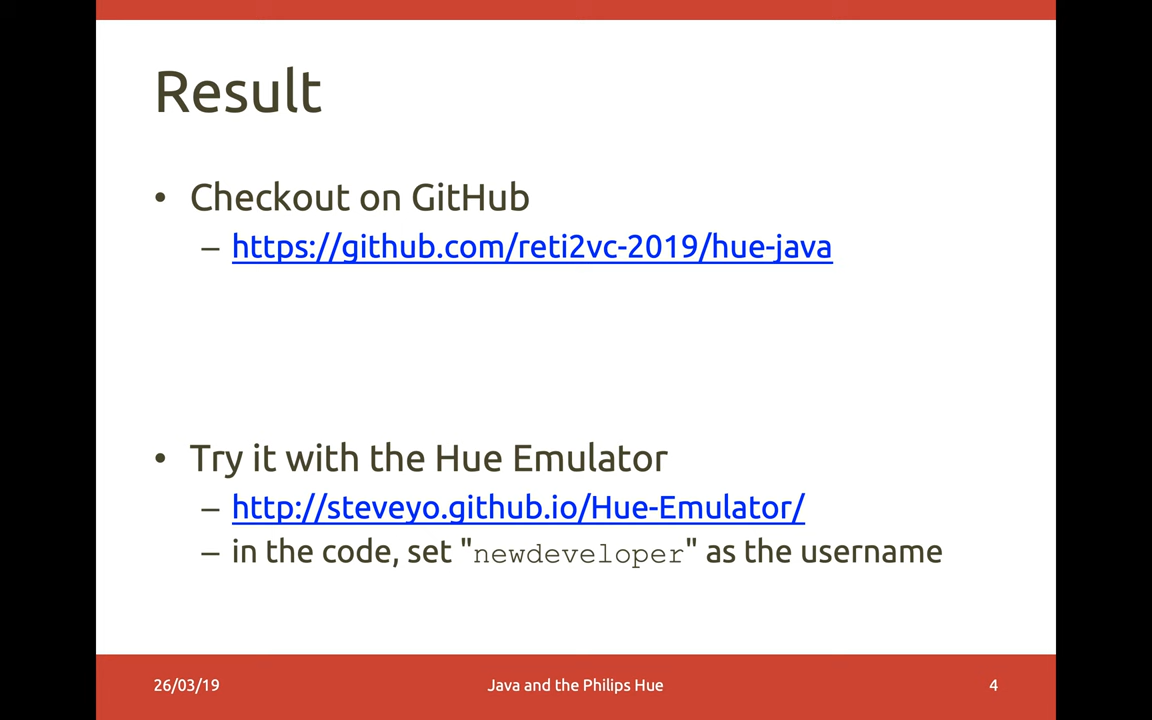 Result
• Checkout on GitHub
– https://github.com/reti2vc-2019/hue-java
• Try it with the Hue Emulator
– http://steveyo.github.io/Hue-Emulator/
– in the code, set "newdeveloper" as the username
26/03/19 Java and the Philips Hue 4